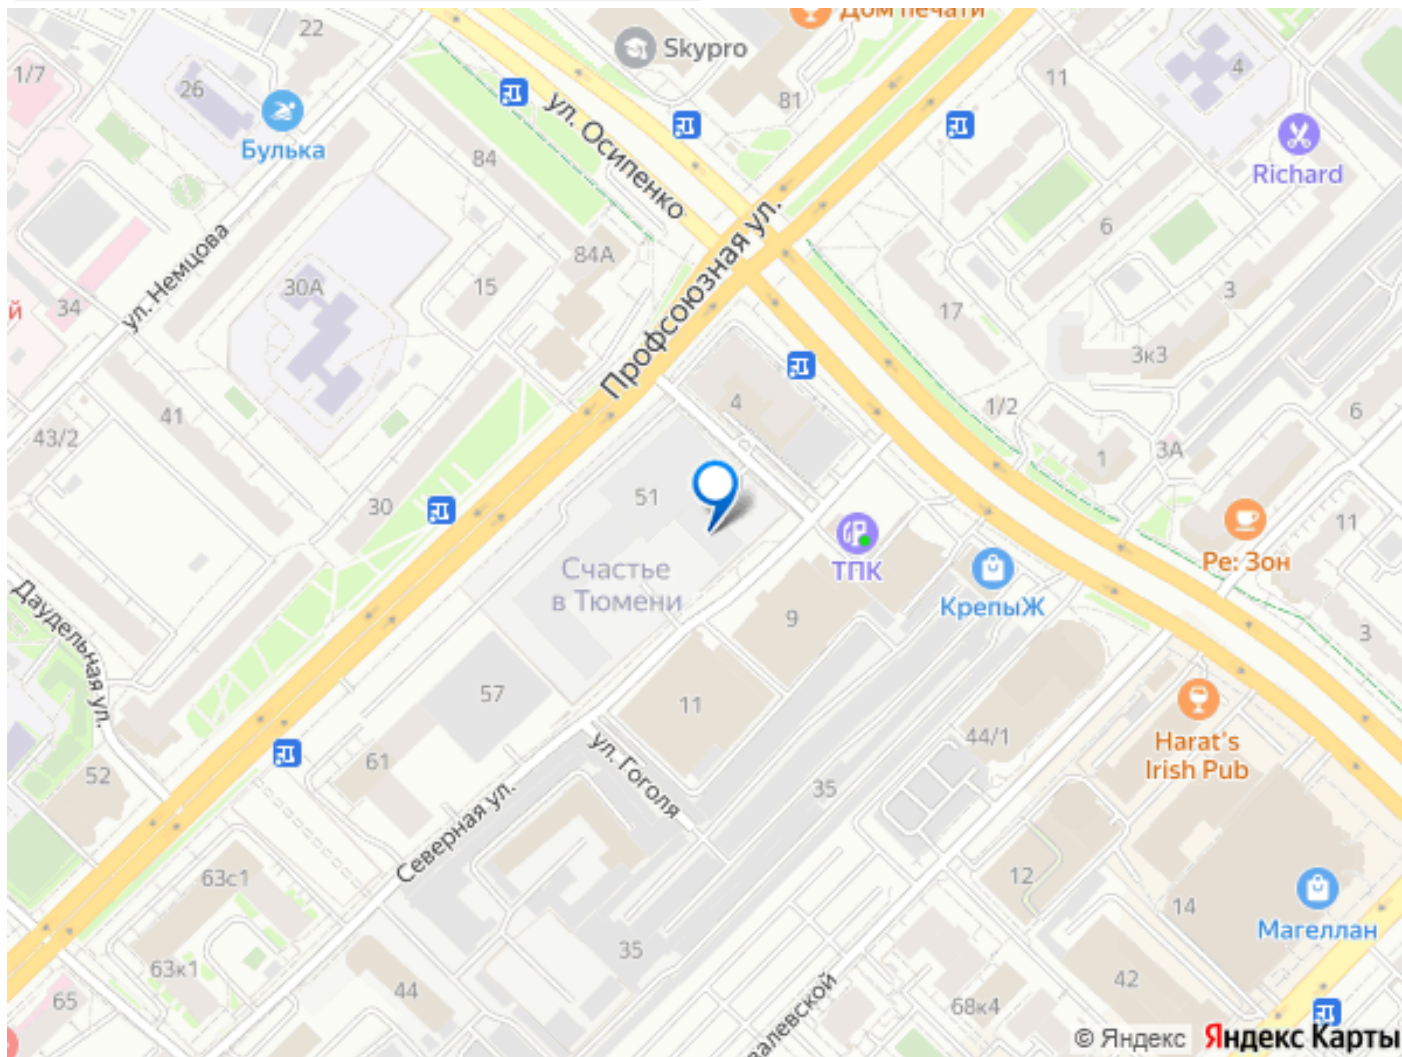 22
Дом печати
Skypro
1/7
26
4
11
81
Булька
ул. Осипенко
84
Richard
ул. Немцова
Профсоюзная ул.
6
84А
15
30А
34
й
17
3
3к3
4
1/2
6
41
43/2
1
3А
51
30
11
ТПК
Ре: Зон
Счастье
в Тюмени
КрепыЖ
Даудельная ул.
9
3
57
11
ул. Гоголя
44/1
Harat's
Irish Pub
61
52
35
Северная ул.
63с1
12
14
Магеллан
35
63к1
44
42
65
68к4
валевской
© Яндекс
Яндекс Карты